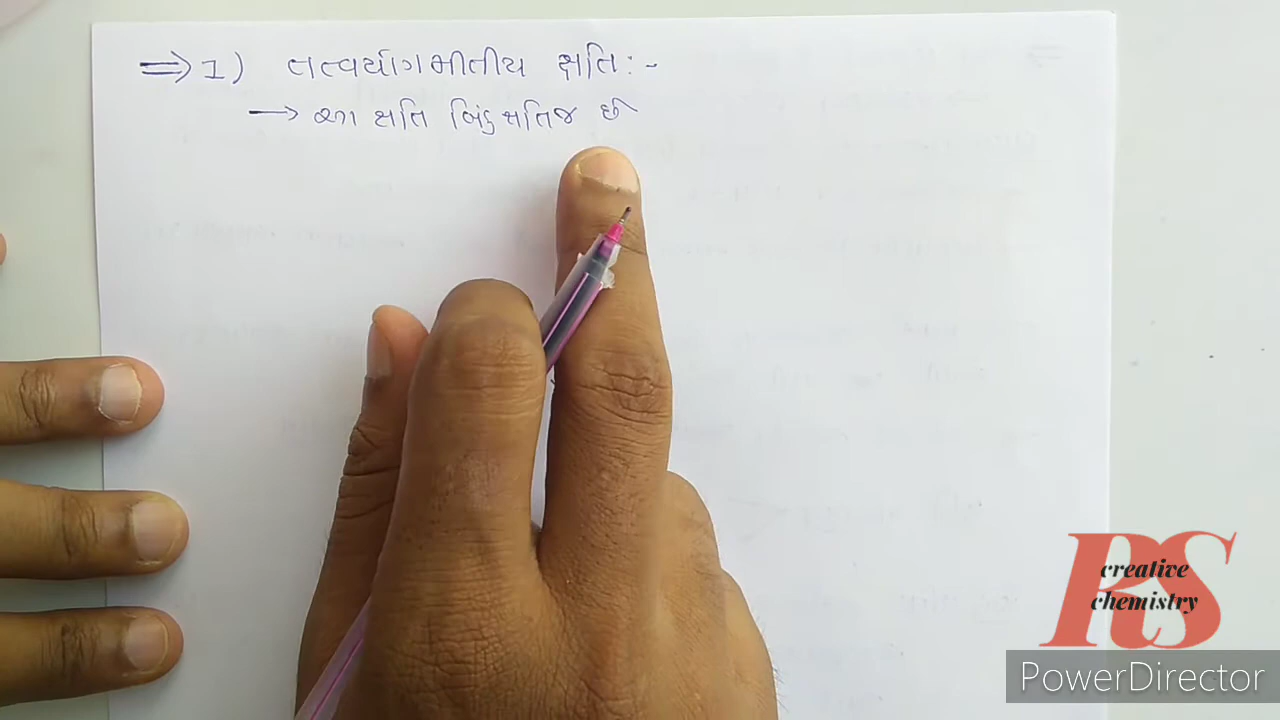 ⇒ 1) તત્વયોગમીતીય ક્ષતિ:-
→ આ ક્ષતિ બિંદુ ક્ષતિજ છે
RS
creative
chemistry
PowerDirector